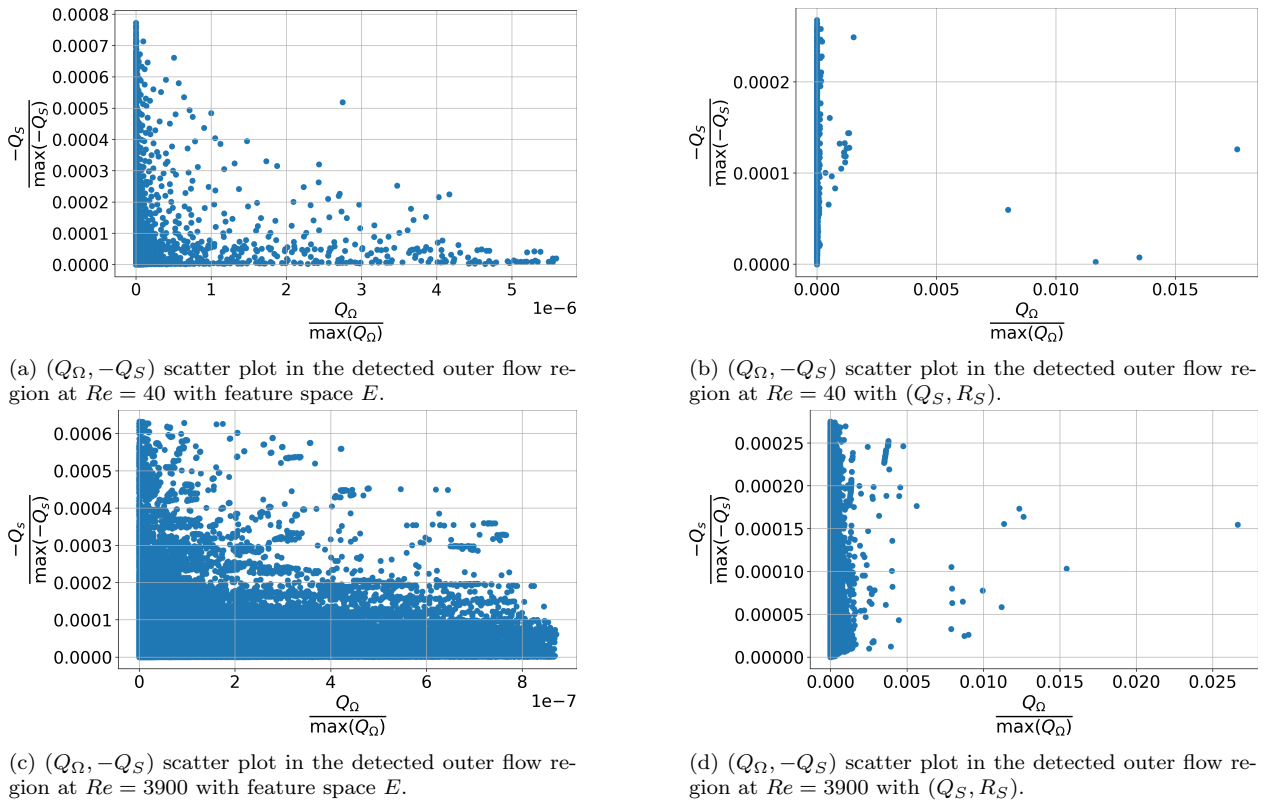 0.0008
0.0007
0.0006
0.0005
0.0004
0.0003
0.0002
0.0001
0.0000
−Q_S
max(−Q_S)
0 1 2 3 4 5
1e−6
Q_Ω
max(Q_Ω)
(a) (Q_Ω, −Q_S) scatter plot in the detected outer flow re-
gion at Re = 40 with feature space E.
0.0002
0.0001
0.0000
−Q_S
max(−Q_S)
0.000 0.005 0.010 0.015
Q_Ω
max(Q_Ω)
(b) (Q_Ω, −Q_S) scatter plot in the detected outer flow re-
gion at Re = 40 with (Q_S, R_S).
0.0006
0.0005
0.0004
0.0003
0.0002
0.0001
0.0000
−Q_s
max(−Q_s)
0 2 4 6 8
1e−7
Q_Ω
max(Q_Ω)
(c) (Q_Ω, −Q_S) scatter plot in the detected outer flow re-
gion at Re = 3900 with feature space E.
0.00025
0.00020
0.00015
0.00010
0.00005
0.00000
−Q_s
max(−Q_s)
0.000 0.005 0.010 0.015 0.020 0.025
Q_Ω
max(Q_Ω)
(d) (Q_Ω, −Q_S) scatter plot in the detected outer flow re-
gion at Re = 3900 with (Q_S, R_S).